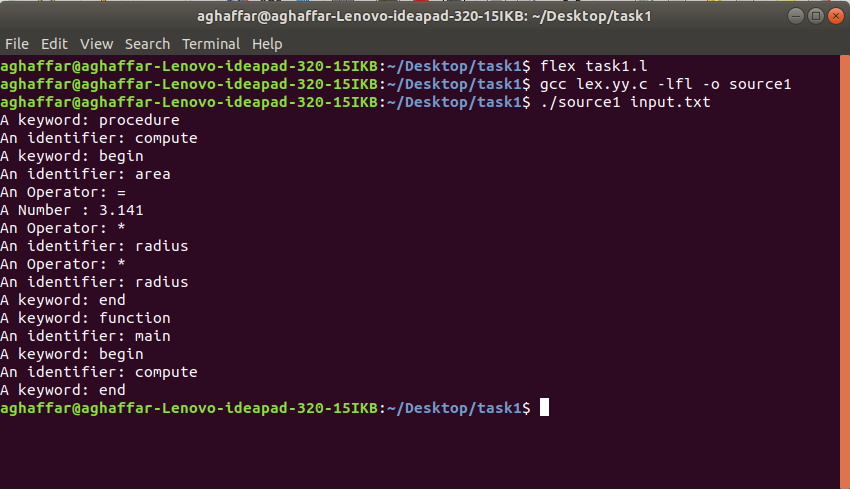 aghaffar@aghaffar-Lenovo-ideapad-320-15IKB: ~/Desktop/task1
File Edit View Search Terminal Help
aghaffar@aghaffar-Lenovo-ideapad-320-15IKB:~/Desktop/task1$ flex task1.l
aghaffar@aghaffar-Lenovo-ideapad-320-15IKB:~/Desktop/task1$ gcc lex.yy.c -lfl -o source1
aghaffar@aghaffar-Lenovo-ideapad-320-15IKB:~/Desktop/task1$ ./source1 input.txt
A keyword: procedure
An identifier: compute
A keyword: begin
An identifier: area
An Operator: =
A Number : 3.141
An Operator: *
An identifier: radius
An Operator: *
An identifier: radius
A keyword: end
A keyword: function
An identifier: main
A keyword: begin
An identifier: compute
A keyword: end
aghaffar@aghaffar-Lenovo-ideapad-320-15IKB:~/Desktop/task1$